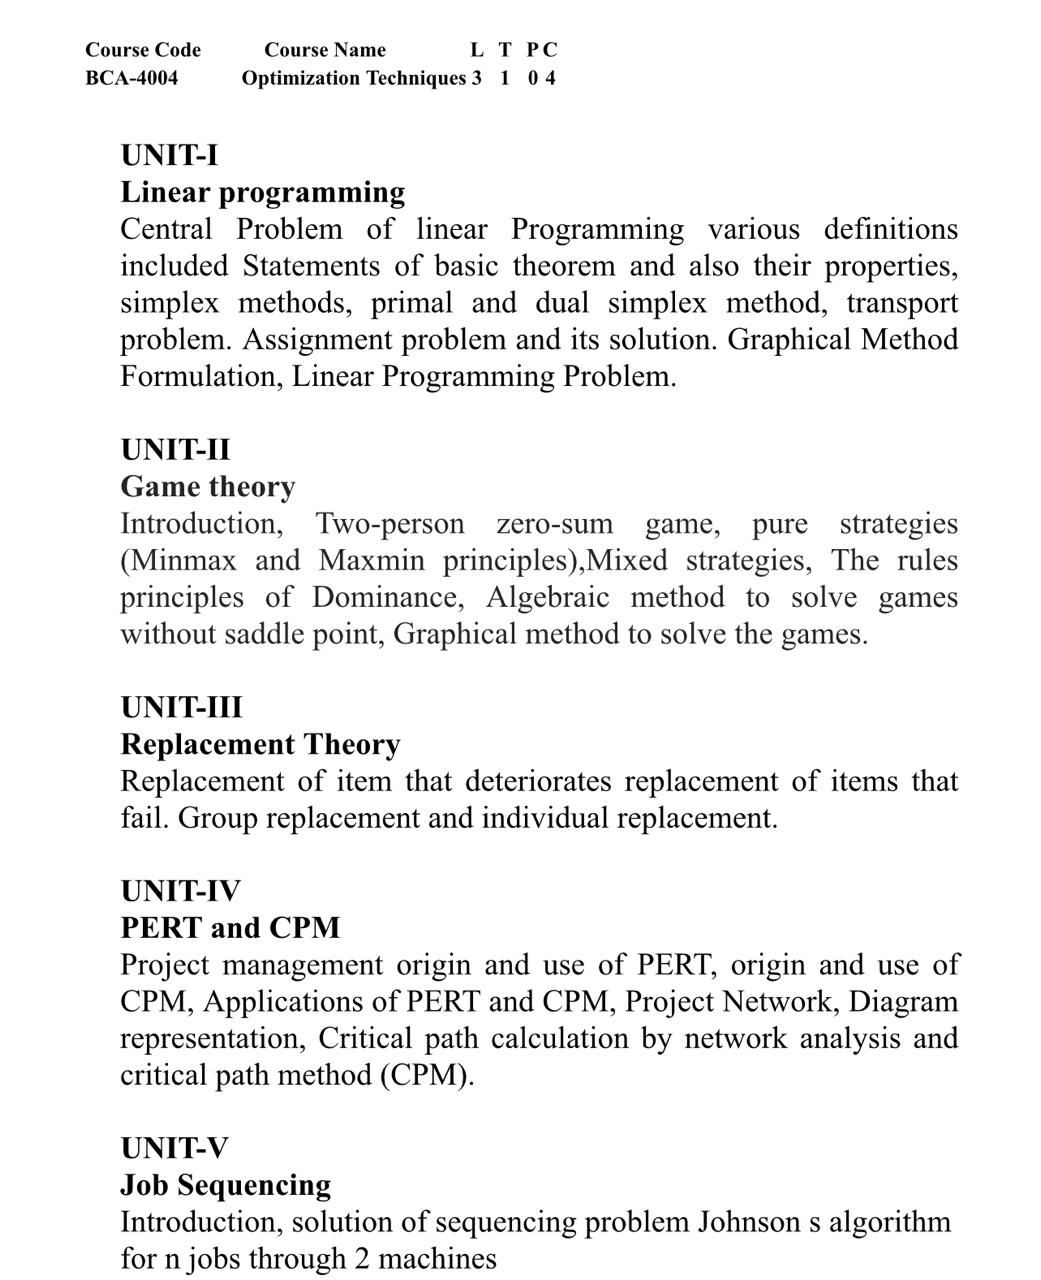 Course Code Course Name L T P C
BCA-4004 Optimization Techniques 3 1 0 4
UNIT-I
Linear programming
Central Problem of linear Programming various definitions
included Statements of basic theorem and also their properties,
simplex methods, primal and dual simplex method, transport
problem. Assignment problem and its solution. Graphical Method
Formulation, Linear Programming Problem.
UNIT-II
Game theory
Introduction, Two-person zero-sum game, pure strategies
(Minmax and Maxmin principles),Mixed strategies, The rules
principles of Dominance, Algebraic method to solve games
without saddle point, Graphical method to solve the games.
UNIT-III
Replacement Theory
Replacement of item that deteriorates replacement of items that
fail. Group replacement and individual replacement.
UNIT-IV
PERT and CPM
Project management origin and use of PERT, origin and use of
CPM, Applications of PERT and CPM, Project Network, Diagram
representation, Critical path calculation by network analysis and
critical path method (CPM).
UNIT-V
Job Sequencing
Introduction, solution of sequencing problem Johnson s algorithm
for n jobs through 2 machines